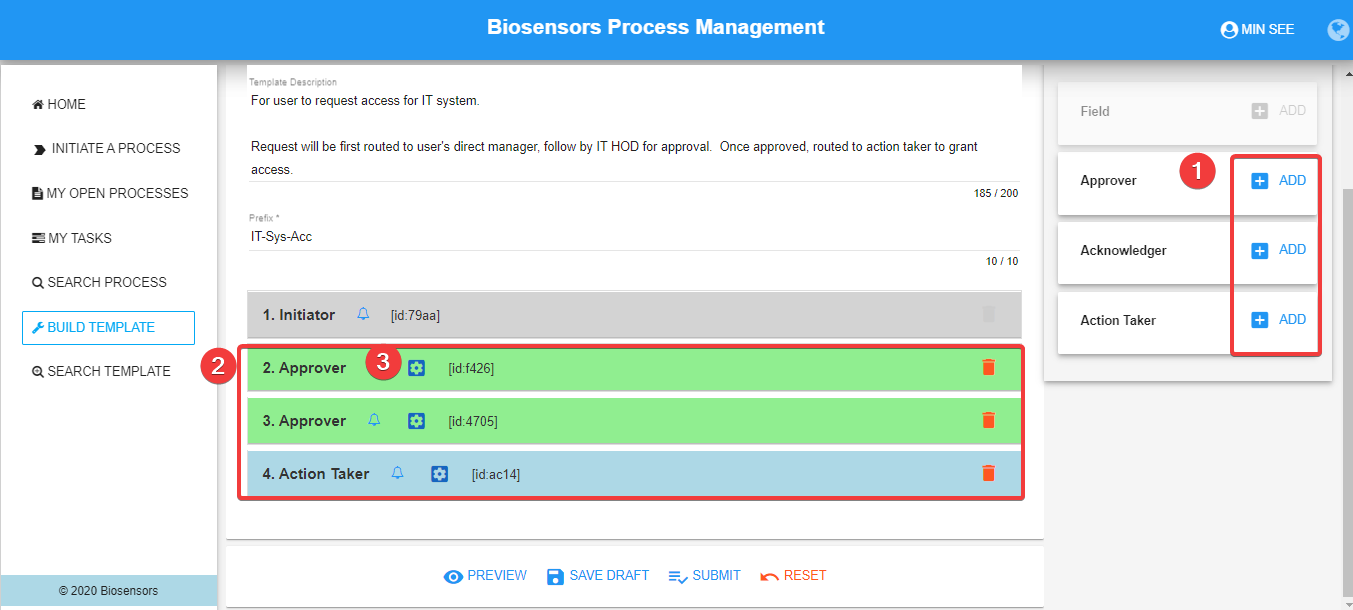 Biosensors Process Management
MIN SEE
HOME
INITIATE A PROCESS
MY OPEN PROCESSES
MY TASKS
SEARCH PROCESS
BUILD TEMPLATE
SEARCH TEMPLATE
© 2020 Biosensors
Template Description
For user to request access for IT system.
Request will be first routed to user's direct manager, follow by IT HOD for approval.  Once approved, routed to action taker to grant
access.
185 / 200
Prefix *
IT-Sys-Acc
10 / 10
1. Initiator [id:79aa]
2
2. Approver 3 [id:f426]
3. Approver [id:4705]
4. Action Taker [id:ac14]
PREVIEW SAVE DRAFT SUBMIT RESET
Field ADD
1
Approver ADD
Acknowledger ADD
Action Taker ADD